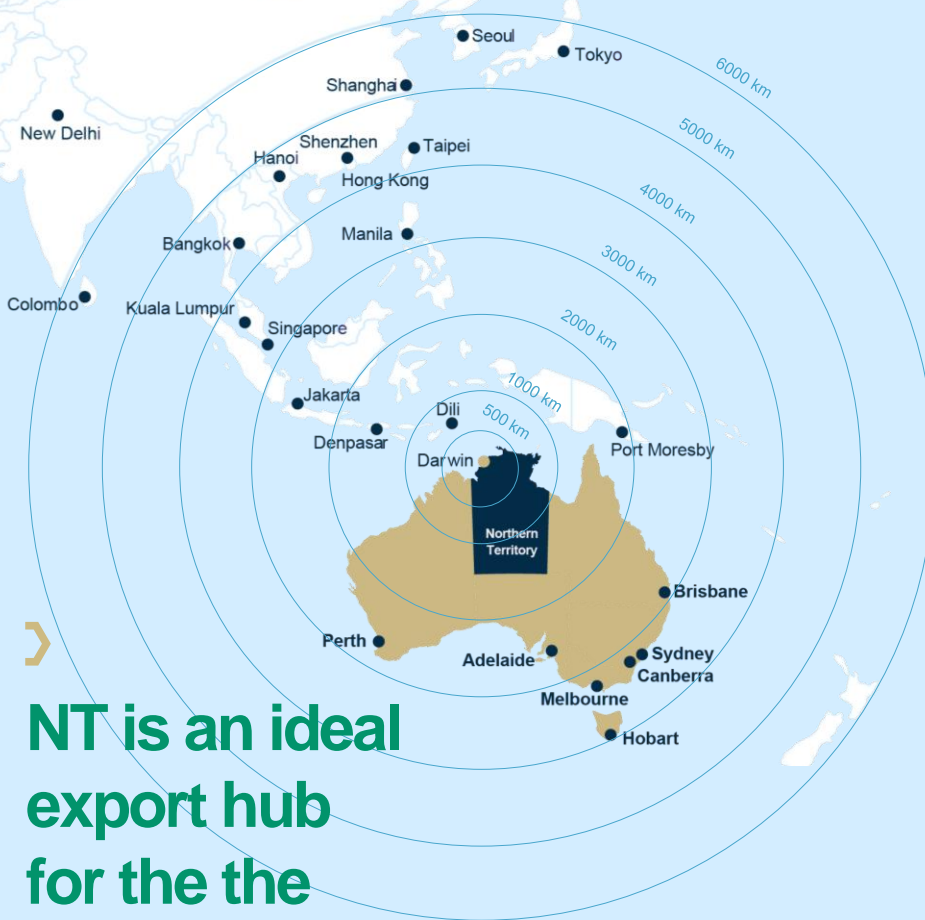 Seoul
Tokyo
6000 km
Shanghai
New Delhi
5000 km
Shenzhen
Taipei
Hanoi
Hong Kong
4000 km
Manila
Bangkok
3000 km
Colombo
Kuala Lumpur
Singapore
2000 km
1000 km
Jakarta
Dili
500 km
Denpasar
Port Moresby
Darwin
Northern
Territory
Brisbane
Perth
Sydney
Adelaide
Canberra
Melbourne
Hobart
NT is an ideal
export hub
for the the